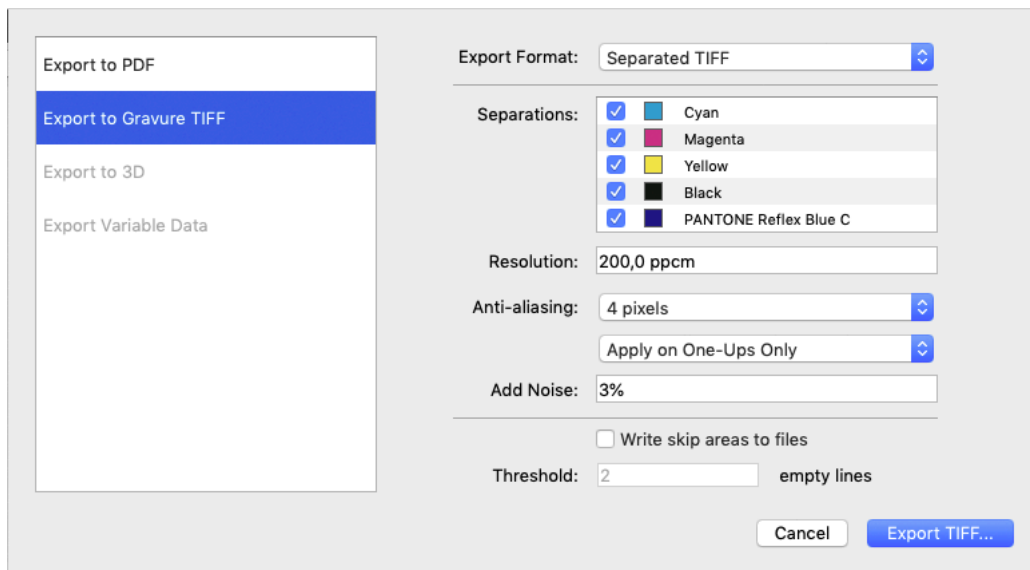 Export to PDF
Export to Gravure TIFF
Export to 3D
Export Variable Data
Export Format: Separated TIFF
Separations:
Cyan
Magenta
Yellow
Black
PANTONE Reflex Blue C
Resolution: 200,0 ppcm
Anti-aliasing: 4 pixels
Apply on One-Ups Only
Add Noise: 3%
Write skip areas to files
Threshold: 2 empty lines
Cancel Export TIFF...